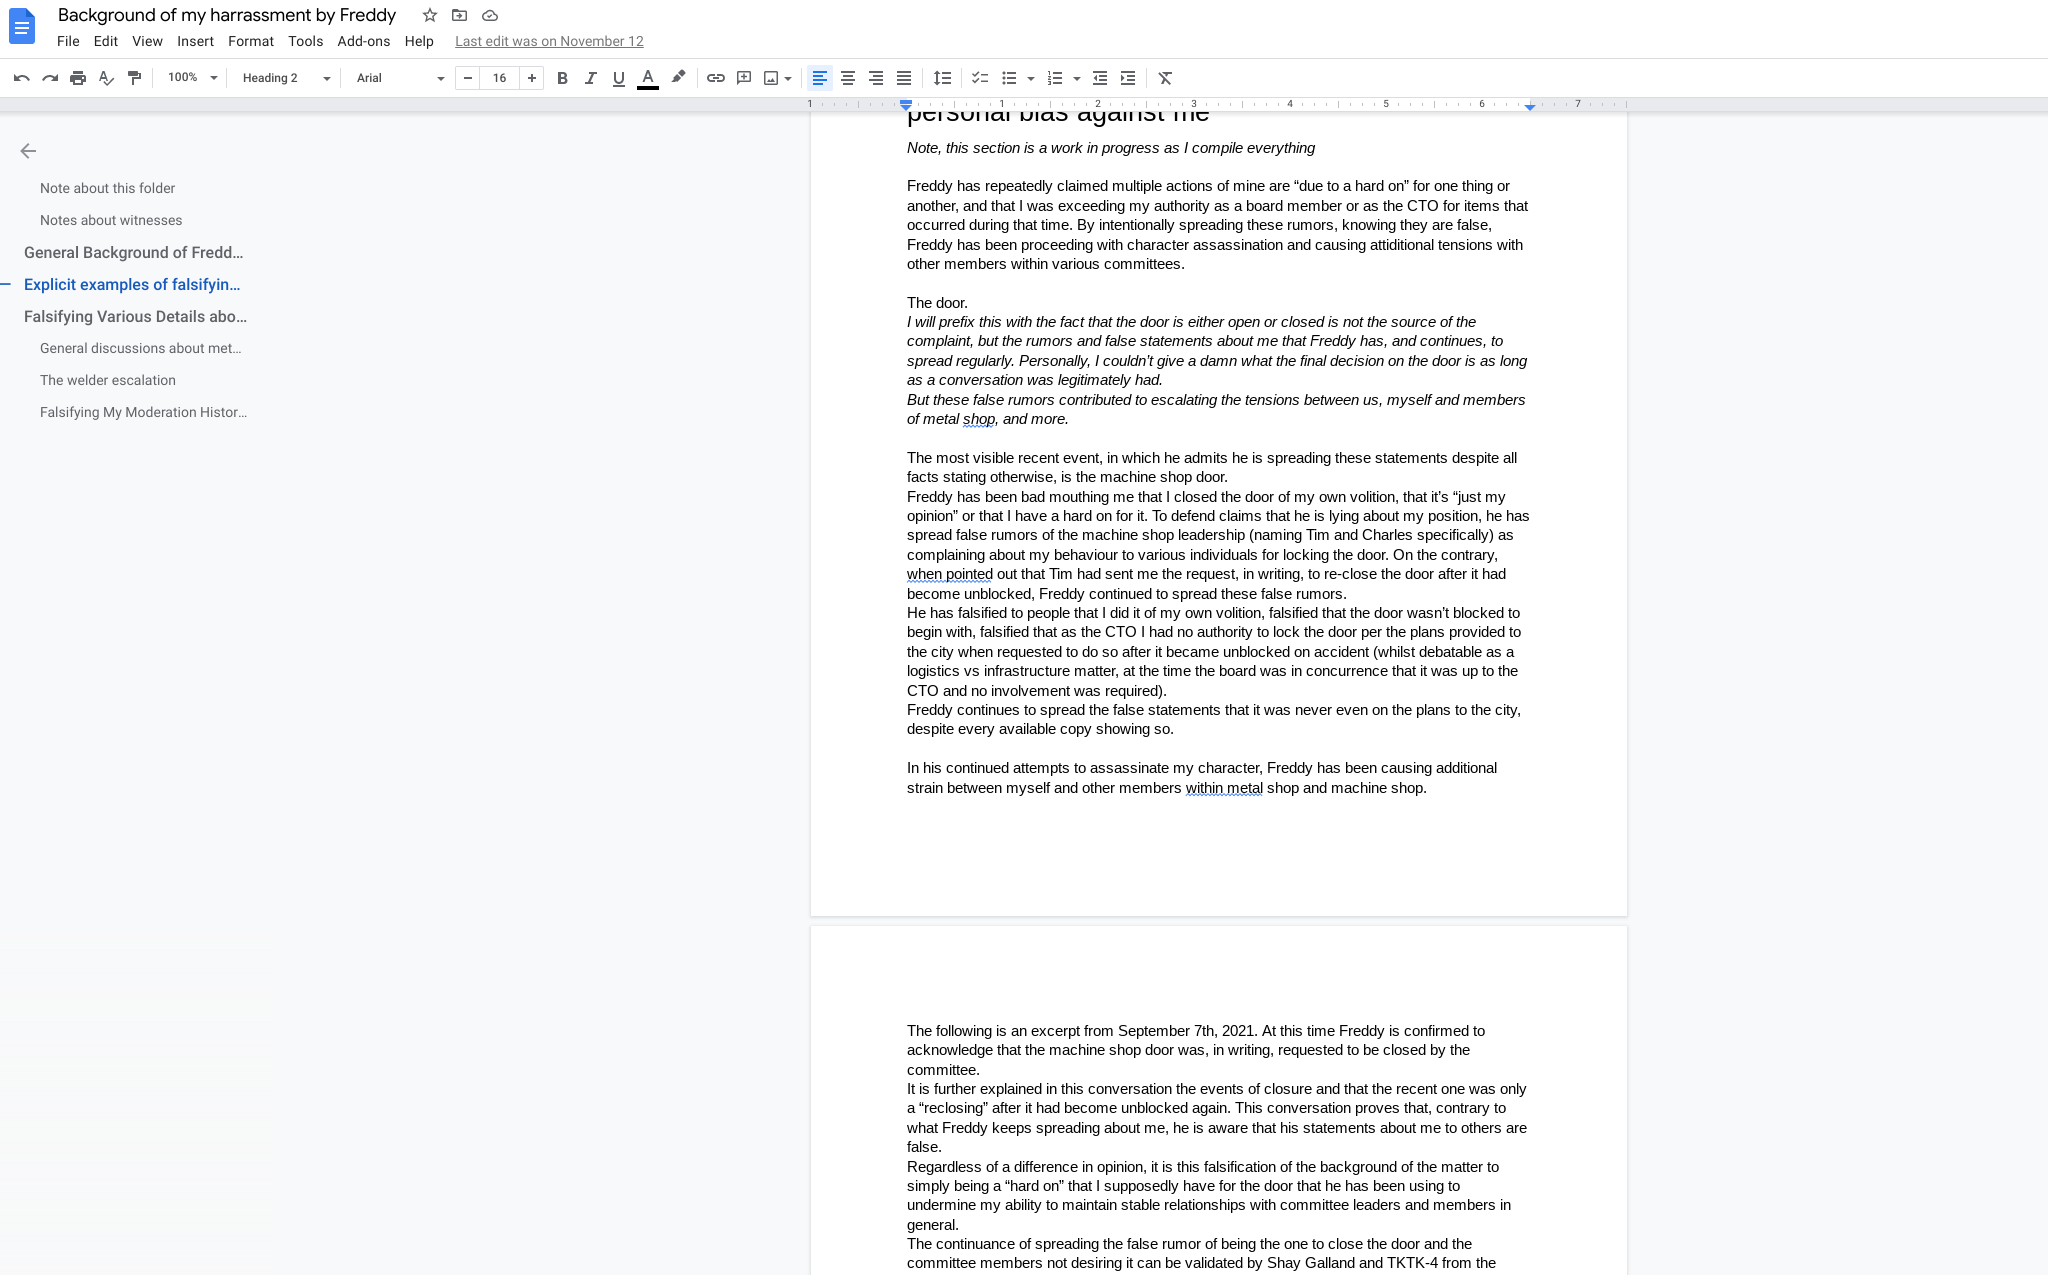 Background of my harrassment by Freddy
File Edit View Insert Format Tools Add-ons Help Last edit was on November 12
100% Heading 2 Arial 16
1 1 2 3 4 5 6 7
Note about this folder
Notes about witnesses
General Background of Fredd...
Explicit examples of falsifyin...
Falsifying Various Details abo...
General discussions about met...
The welder escalation
Falsifying My Moderation Histor...
personal bias against me
Note, this section is a work in progress as I compile everything
Freddy has repeatedly claimed multiple actions of mine are “due to a hard on” for one thing or
another, and that I was exceeding my authority as a board member or as the CTO for items that
occurred during that time. By intentionally spreading these rumors, knowing they are false,
Freddy has been proceeding with character assassination and causing attiditional tensions with
other members within various committees.
The door.
I will prefix this with the fact that the door is either open or closed is not the source of the
complaint, but the rumors and false statements about me that Freddy has, and continues, to
spread regularly. Personally, I couldn’t give a damn what the final decision on the door is as long
as a conversation was legitimately had.
But these false rumors contributed to escalating the tensions between us, myself and members
of metal shop, and more.
The most visible recent event, in which he admits he is spreading these statements despite all
facts stating otherwise, is the machine shop door.
Freddy has been bad mouthing me that I closed the door of my own volition, that it’s “just my
opinion” or that I have a hard on for it. To defend claims that he is lying about my position, he has
spread false rumors of the machine shop leadership (naming Tim and Charles specifically) as
complaining about my behaviour to various individuals for locking the door. On the contrary,
when pointed out that Tim had sent me the request, in writing, to re-close the door after it had
become unblocked, Freddy continued to spread these false rumors.
He has falsified to people that I did it of my own volition, falsified that the door wasn’t blocked to
begin with, falsified that as the CTO I had no authority to lock the door per the plans provided to
the city when requested to do so after it became unblocked on accident (whilst debatable as a
logistics vs infrastructure matter, at the time the board was in concurrence that it was up to the
CTO and no involvement was required).
Freddy continues to spread the false statements that it was never even on the plans to the city,
despite every available copy showing so.
In his continued attempts to assassinate my character, Freddy has been causing additional
strain between myself and other members within metal shop and machine shop.
The following is an excerpt from September 7th, 2021. At this time Freddy is confirmed to
acknowledge that the machine shop door was, in writing, requested to be closed by the
committee.
It is further explained in this conversation the events of closure and that the recent one was only
a “reclosing” after it had become unblocked again. This conversation proves that, contrary to
what Freddy keeps spreading about me, he is aware that his statements about me to others are
false.
Regardless of a difference in opinion, it is this falsification of the background of the matter to
simply being a “hard on” that I supposedly have for the door that he has been using to
undermine my ability to maintain stable relationships with committee leaders and members in
general.
The continuance of spreading the false rumor of being the one to close the door and the
committee members not desiring it can be validated by Shay Galland and TKTK-4 from the